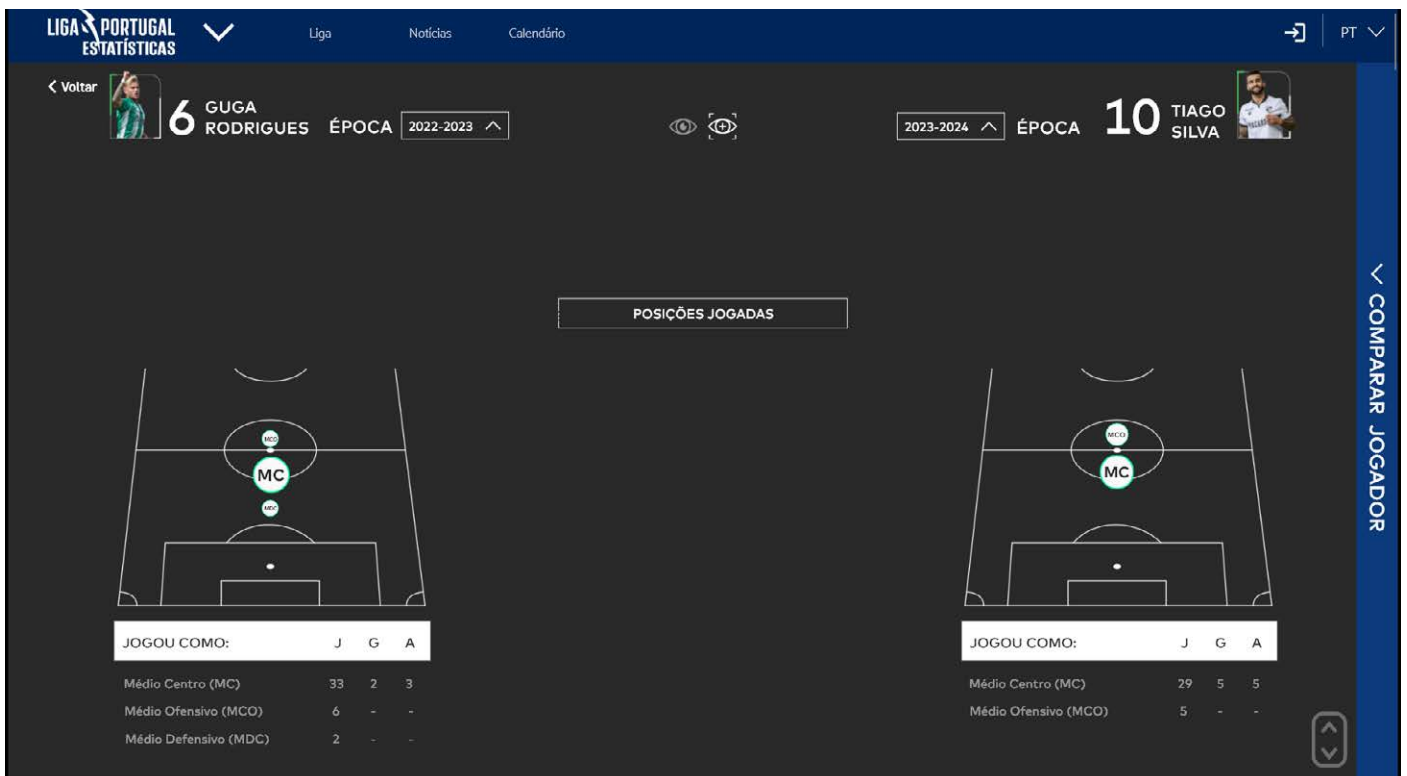 LIGA PORTUGAL
ESTATÍSTICAS
Liga
Notícias
Calendário
PT
Voltar
6 GUGA
RODRIGUES
ÉPOCA 2022-2023
2023-2024 ÉPOCA
10 TIAGO
SILVA
COMPARAR JOGADOR
POSIÇÕES JOGADAS
MCO
MC
MDC
MCO
MC
JOGOU COMO: J G A
Médio Centro (MC) 33 2 3
Médio Ofensivo (MCO) 6 - -
Médio Defensivo (MDC) 2 - -
JOGOU COMO: J G A
Médio Centro (MC) 29 5 5
Médio Ofensivo (MCO) 5 - -